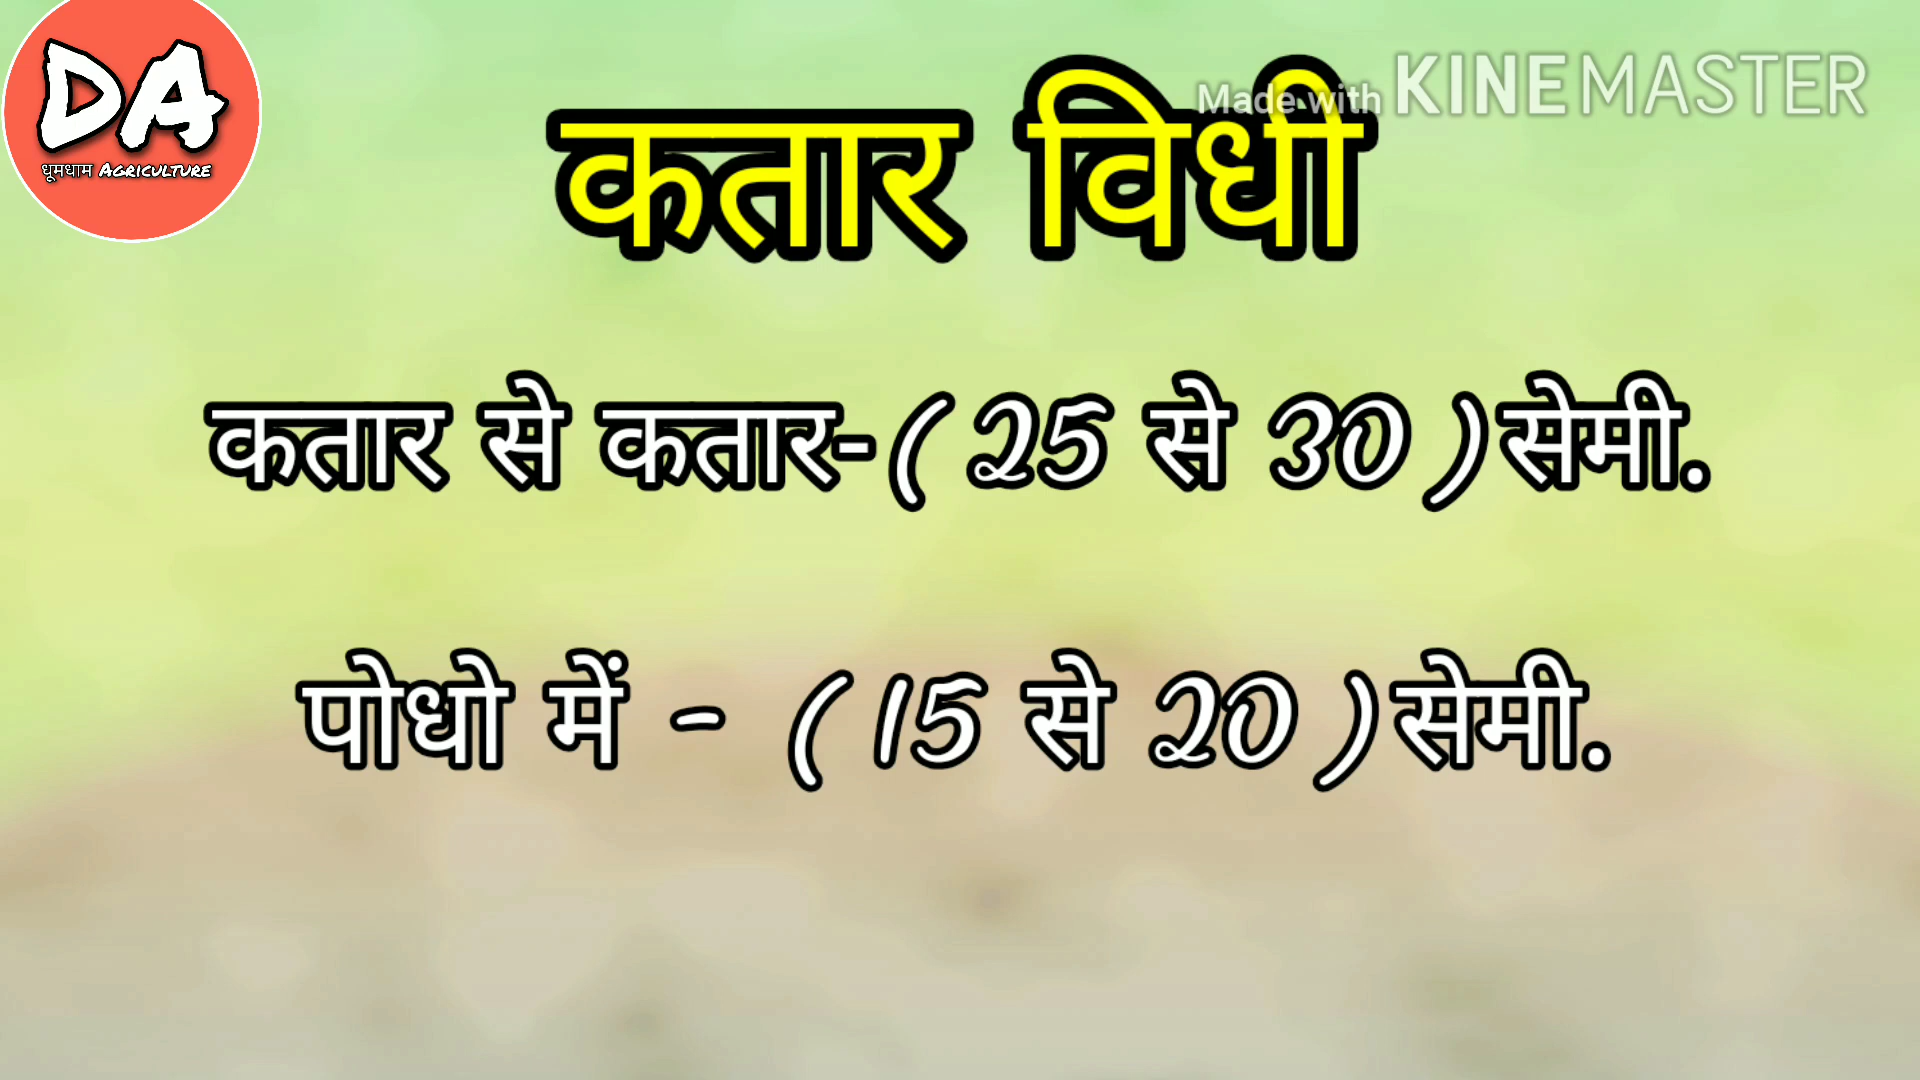 DA
धूमधाम AGRICULTURE
Made with KINEMASTER
कतार विधी
कतार से कतार-( 25 से 30 )सेमी.
पोधो में - ( 15 से 20 )सेमी.